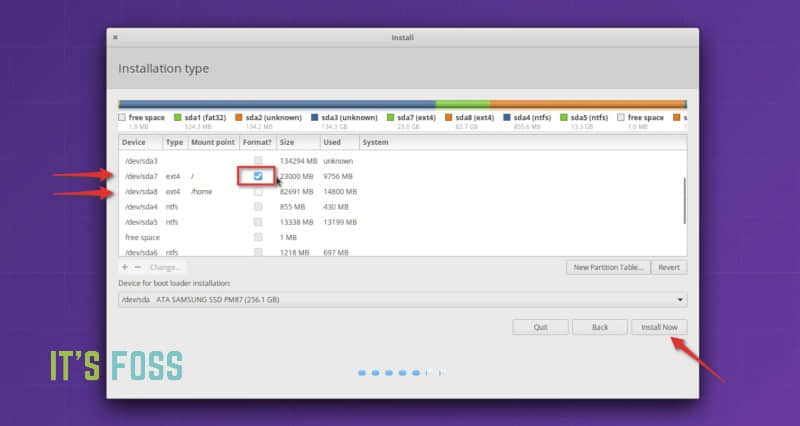 Install
Installation type
free space sda1 (fat32) sda2 (unknown) sda3 (unknown) sda7 (ext4) sda8 (ext4) sda4 (ntfs) sda5 (ntfs) free space s
1.0 MB 524.3 MB 134.2 MB 134.3 GB 23.0 GB 82.7 GB 855.6 MB 13.3 GB 1.0 MB
Device Type Mount point Format? Size Used System
/dev/sda3 134294 MB unknown
/dev/sda7 ext4 / 23000 MB 9756 MB
/dev/sda8 ext4 /home 82691 MB 14800 MB
/dev/sda4 ntfs 855 MB 430 MB
/dev/sda5 ntfs 13338 MB 13199 MB
free space 1 MB
/dev/sda6 ntfs 1218 MB 697 MB
+ − Change... New Partition Table... Revert
Device for boot loader installation:
/dev/sda ATA SAMSUNG SSD PM87 (256.1 GB)
Quit Back Install Now
IT'S FOSS